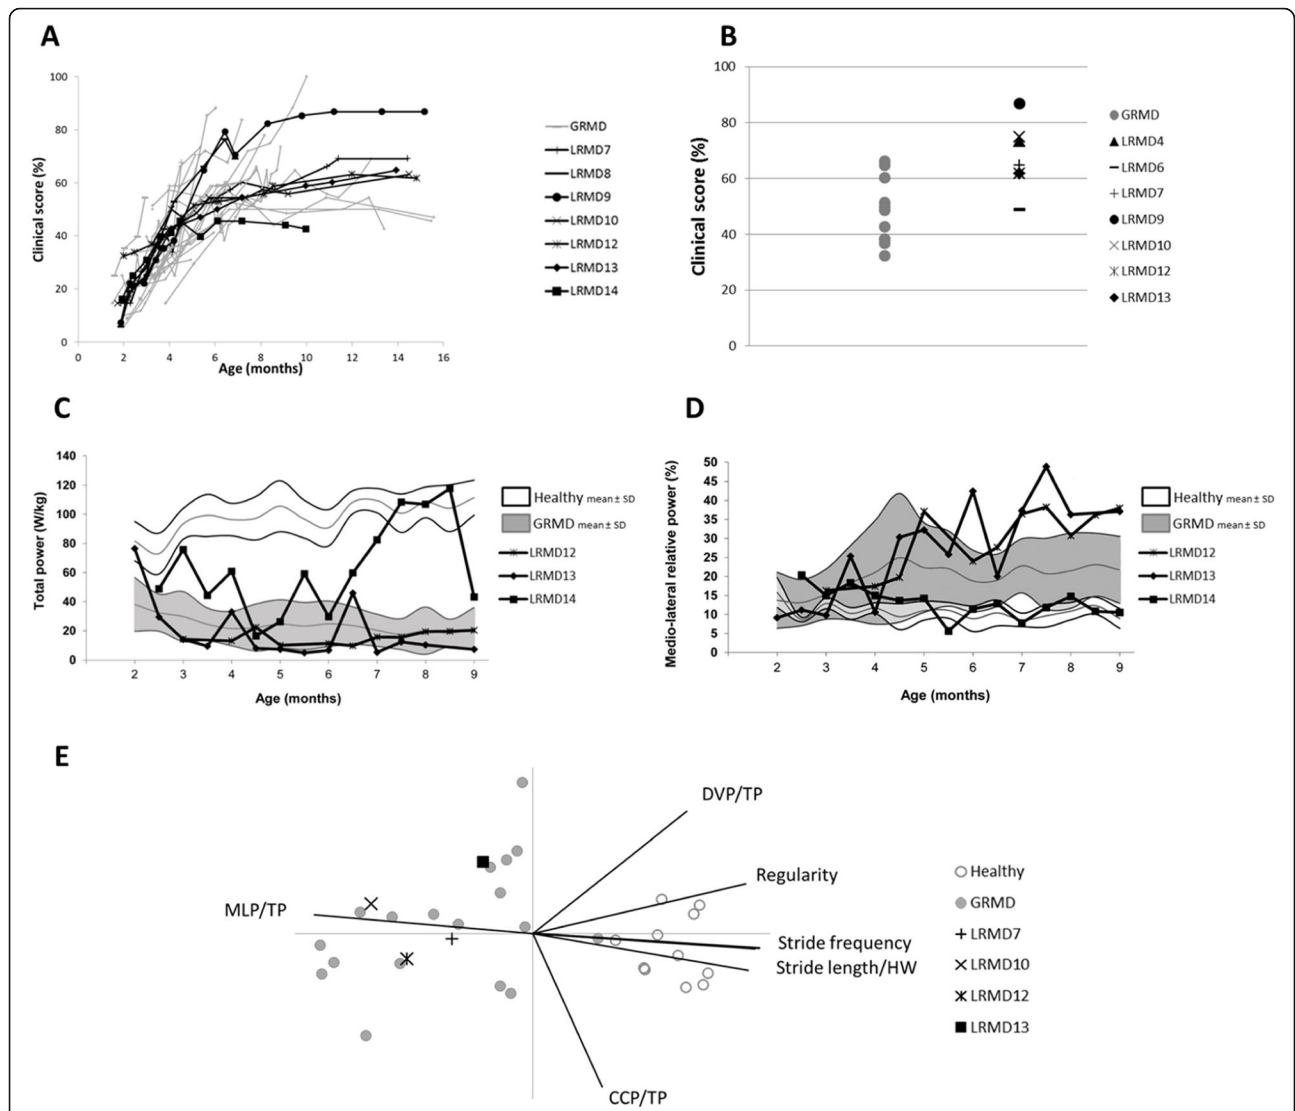 A
Clinical score (%)
100
80
60
40
20
0
0 2 4 6 8 10 12 14 16
Age (months)
GRMD
LRMD7
LRMD8
LRMD9
LRMD10
LRMD12
LRMD13
LRMD14
B
Clinical score (%)
100
80
60
40
20
0
GRMD
LRMD4
LRMD6
LRMD7
LRMD9
LRMD10
LRMD12
LRMD13
C
Total power (W/kg)
140
120
100
80
60
40
20
0
2 3 4 5 6 7 8 9
Age (months)
Healthy mean ± SD
GRMD mean ± SD
LRMD12
LRMD13
LRMD14
D
Medio-lateral relative power (%)
50
45
40
35
30
25
20
15
10
5
0
2 3 4 5 6 7 8 9
Age (months)
Healthy mean ± SD
GRMD mean ± SD
LRMD12
LRMD13
LRMD14
E
DVP/TP
Regularity
MLP/TP
Stride frequency
Stride length/HW
CCP/TP
Healthy
GRMD
LRMD7
LRMD10
LRMD12
LRMD13